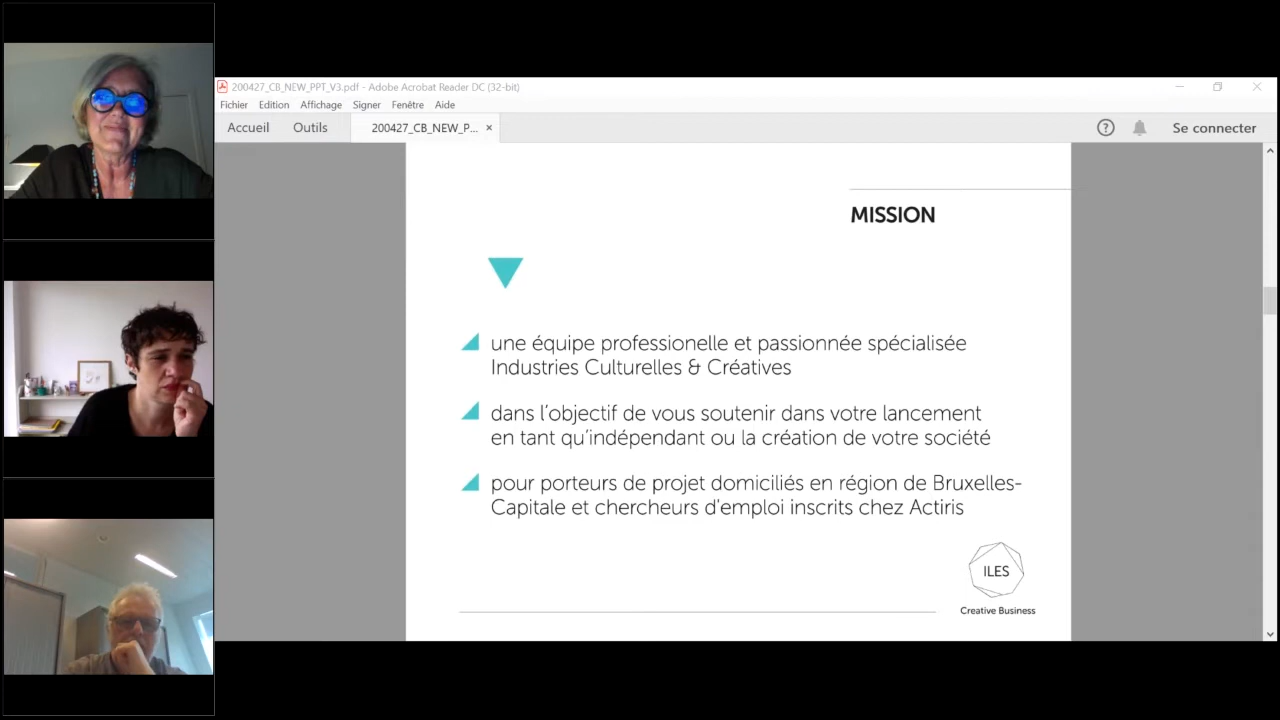 200427_CB_NEW_PPT_V3.pdf - Adobe Acrobat Reader DC (32-bit)
Fichier Edition Affichage Signer Fenêtre Aide
Accueil Outils 200427_CB_NEW_P... × ? Se connecter
MISSION
une équipe professionelle et passionnée spécialisée
Industries Culturelles & Créatives
dans l'objectif de vous soutenir dans votre lancement
en tant qu'indépendant ou la création de votre société
pour porteurs de projet domiciliés en région de Bruxelles-
Capitale et chercheurs d'emploi inscrits chez Actiris
ILES
Creative Business